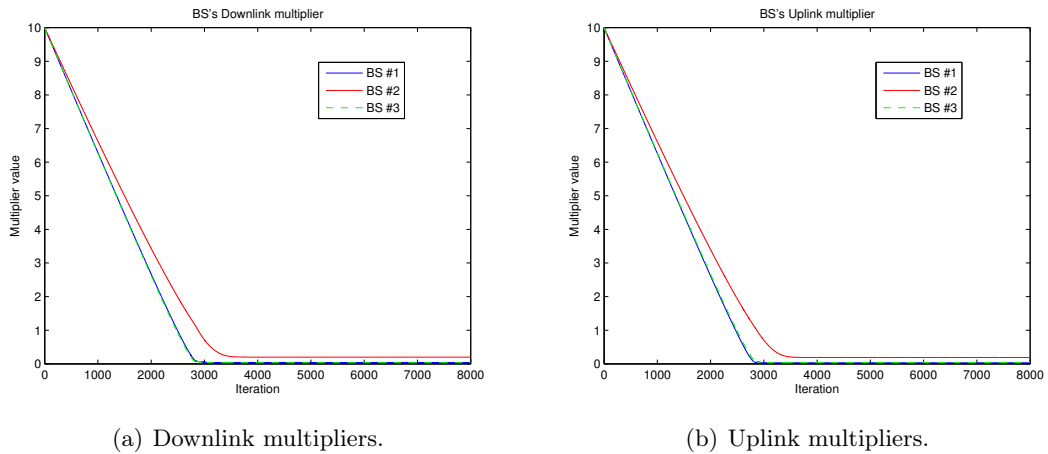 BS's Downlink multiplier
10
9
8
7
6
5
4
3
2
1
0
Multiplier value
BS #1
BS #2
BS #3
0 1000 2000 3000 4000 5000 6000 7000 8000
Iteration
(a) Downlink multipliers.
BS's Uplink multiplier
10
9
8
7
6
5
4
3
2
1
0
Multiplier value
BS #1
BS #2
BS #3
0 1000 2000 3000 4000 5000 6000 7000 8000
Iteration
(b) Uplink multipliers.